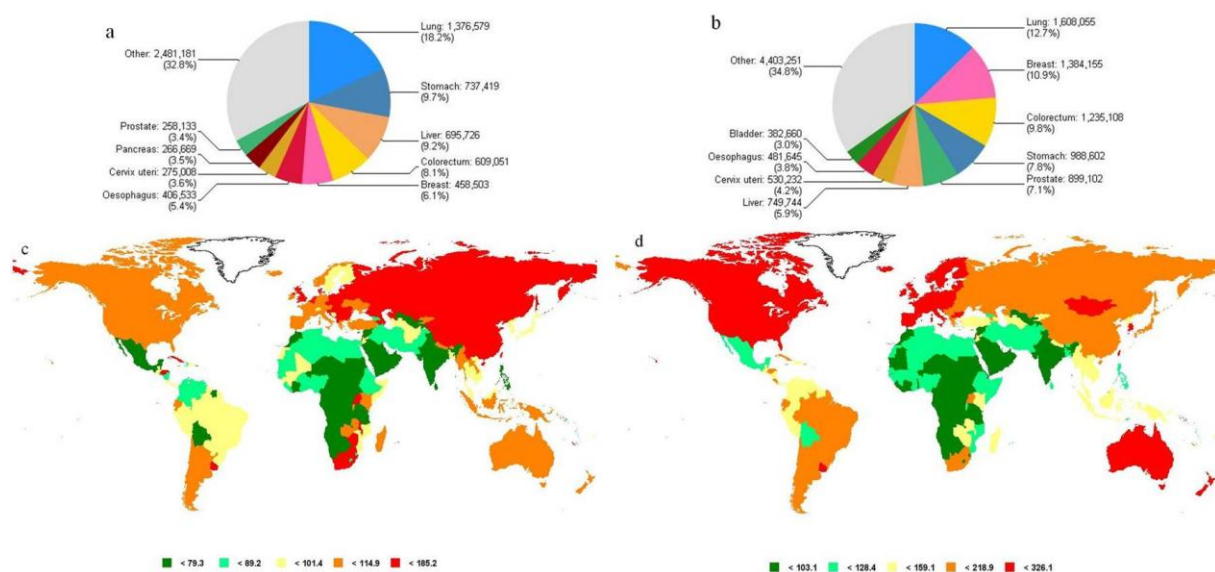 a
Lung: 1,376,579
(18.2%)
Stomach: 737,419
(9.7%)
Liver: 695,726
(9.2%)
Colorectum: 609,051
(8.1%)
Breast: 458,503
(6.1%)
Oesophagus: 406,533
(5.4%)
Cervix uteri: 275,008
(3.6%)
Pancreas: 266,669
(3.5%)
Prostate: 258,133
(3.4%)
Other: 2,481,181
(32.8%)
b
Lung: 1,608,055
(12.7%)
Breast: 1,384,155
(10.9%)
Colorectum: 1,235,108
(9.8%)
Stomach: 988,602
(7.8%)
Prostate: 899,102
(7.1%)
Liver: 749,744
(5.9%)
Cervix uteri: 530,232
(4.2%)
Oesophagus: 481,645
(3.8%)
Bladder: 382,660
(3.0%)
Other: 4,403,251
(34.8%)
c
< 79.3 < 89.2 < 101.4 < 114.9 < 185.2
d
< 103.1 < 128.4 < 159.1 < 218.9 < 326.1